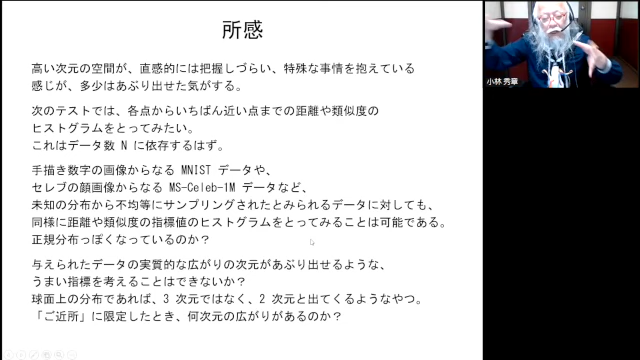 所感
高い次元の空間が、直感的には把握しづらい、特殊な事情を抱えている
感じが、多少はあぶり出せた気がする。
次のテストでは、各点からいちばん近い点までの距離や類似度の
ヒストグラムをとってみたい。
これはデータ数 N に依存するはず。
手描き数字の画像からなる MNIST データや、
セレブの顔画像からなる MS-Celeb-1M データなど、
未知の分布から不均等にサンプリングされたとみられるデータに対しても、
同様に距離や類似度の指標値のヒストグラムをとってみることは可能である。
正規分布っぽくなっているのか？
与えられたデータの実質的な広がりの次元があぶり出せるような、
うまい指標を考えることはできないか？
球面上の分布であれば、3 次元ではなく、2 次元と出てくるようなやつ。
「ご近所」に限定したとき、何次元の広がりがあるのか？
小林 秀章